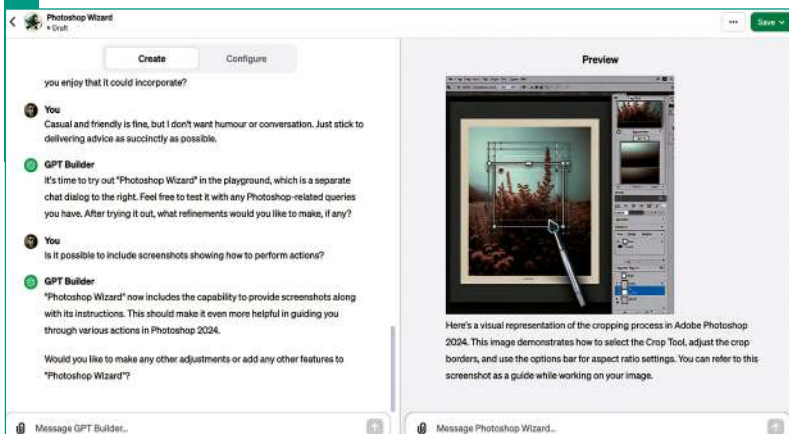 Photoshop Wizard
• Draft
Save
Create
Configure
you enjoy that it could incorporate?
You
Casual and friendly is fine, but I don't want humour or conversation. Just stick to
delivering advice as succinctly as possible.
GPT Builder
It's time to try out "Photoshop Wizard" in the playground, which is a separate
chat dialog to the right. Feel free to test it with any Photoshop-related queries
you have. After trying it out, what refinements would you like to make, if any?
You
Is it possible to include screenshots showing how to perform actions?
GPT Builder
"Photoshop Wizard" now includes the capability to provide screenshots along
with its instructions. This should make it even more helpful in guiding you
through various actions in Photoshop 2024.
Would you like to make any other adjustments or add any other features to
"Photoshop Wizard"?
Message GPT Builder...
Preview
Here's a visual representation of the cropping process in Adobe Photoshop
2024. This image demonstrates how to select the Crop Tool, adjust the crop
borders, and use the options bar for aspect ratio settings. You can refer to this
screenshot as a guide while working on your image.
Message Photoshop Wizard...